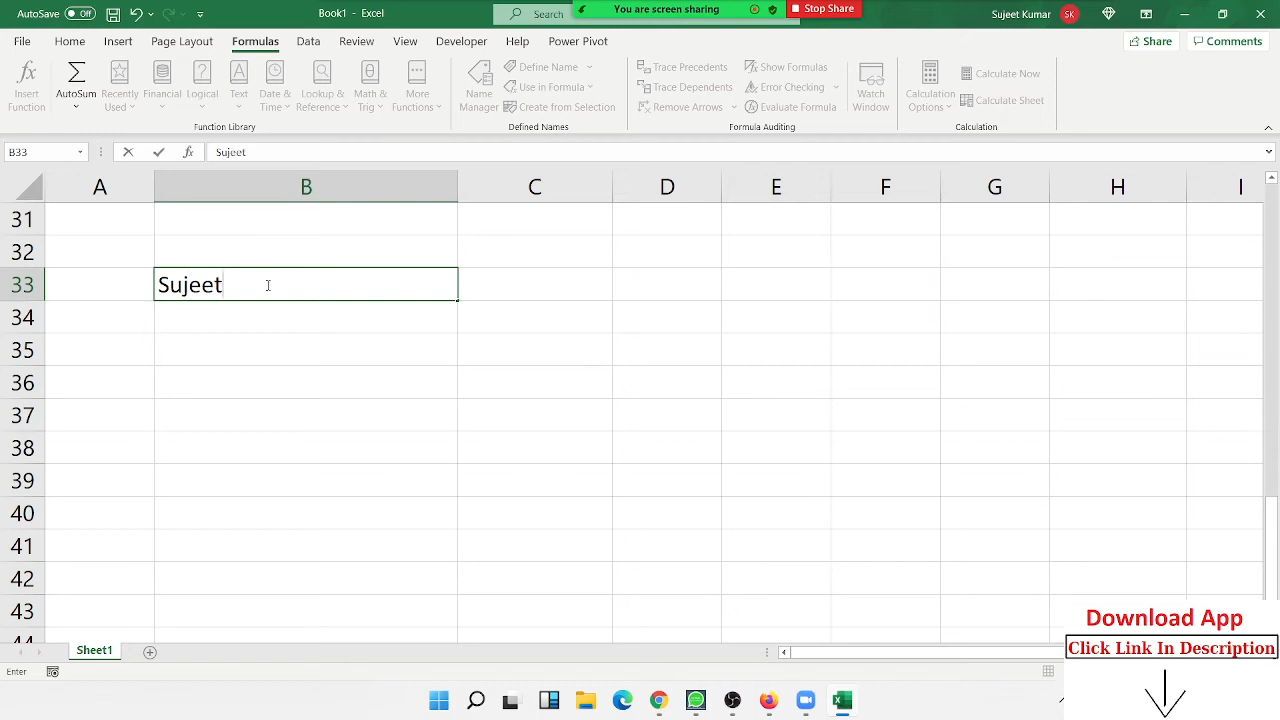 AutoSave Off Book1 - Excel Search You are screen sharing Stop Share Sujeet Kumar SK
File Home Insert Page Layout Formulas Data Review View Developer Help Power Pivot Share Comments
Insert Function
AutoSum
Recently Used
Financial
Logical
Text
Date & Time
Lookup & Reference
Math & Trig
More Functions
Function Library
Name Manager
Define Name
Use in Formula
Create from Selection
Defined Names
Trace Precedents
Trace Dependents
Remove Arrows
Show Formulas
Error Checking
Evaluate Formula
Formula Auditing
Watch Window
Calculation Options
Calculate Now
Calculate Sheet
Calculation
B33 fx Sujeet
A B C D E F G H I
31
32
33 Sujeet
34
35
36
37
38
39
40
41
42
43
44
Download App
Click Link In Description
Sheet1
Enter